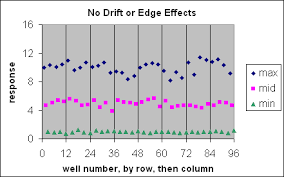 No Drift or Edge Effects
16
12
8
4
0
response
0 12 24 36 48 60 72 84 96
well number, by row, then column
max
mid
min